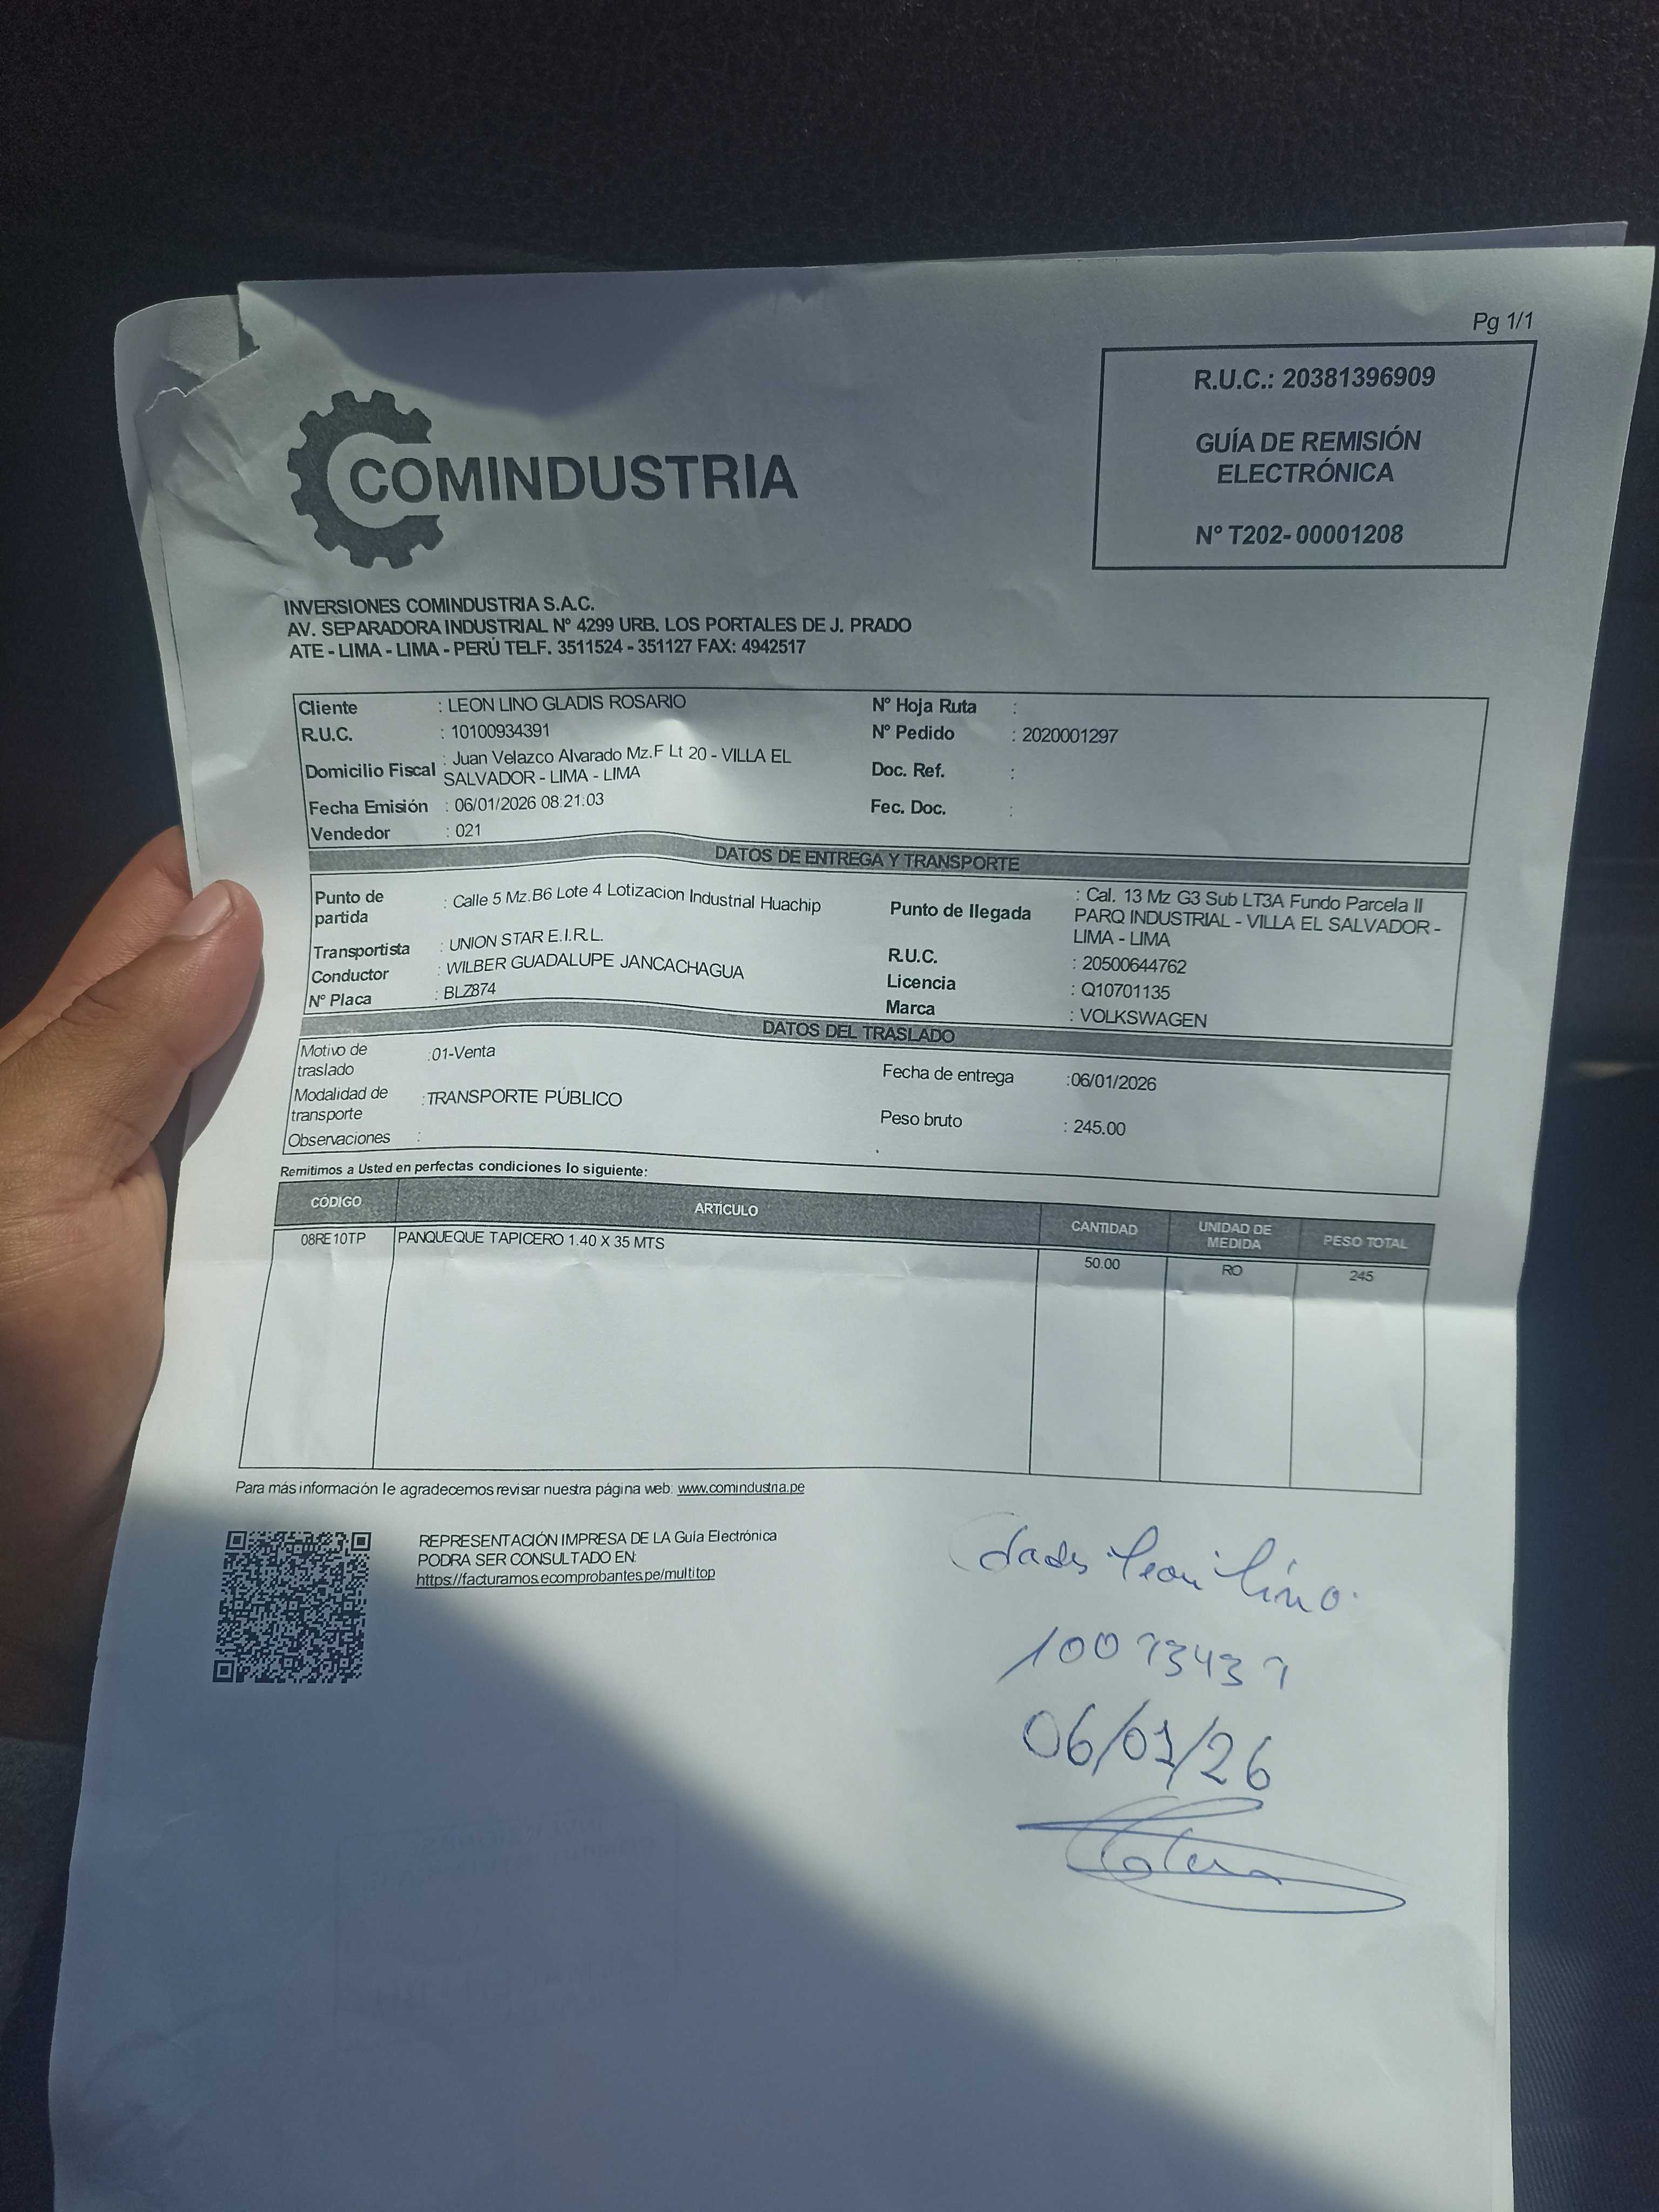 Pg 1/1
R.U.C.: 20381396909
GUÍA DE REMISIÓN
ELECTRÓNICA
N° T202- 00001208
COMINDUSTRIA
INVERSIONES COMINDUSTRIA S.A.C.
AV. SEPARADORA INDUSTRIAL N° 4299 URB. LOS PORTALES DE J. PRADO
ATE - LIMA - LIMA - PERÚ TELF. 3511524 - 351127 FAX: 4942517
Cliente : LEON LINO GLADIS ROSARIO N° Hoja Ruta :
R.U.C. : 10100934391 N° Pedido : 2020001297
Domicilio Fiscal : Juan Velazco Alvarado Mz.F Lt 20 - VILLA EL Doc. Ref. :
SALVADOR - LIMA - LIMA
Fecha Emisión : 06/01/2026 08:21:03 Fec. Doc. :
Vendedor : 021
DATOS DE ENTREGA Y TRANSPORTE
Punto de partida : Calle 5 Mz.B6 Lote 4 Lotizacion Industrial Huachip
Punto de llegada : Cal. 13 Mz G3 Sub LT3A Fundo Parcela II
PARQ INDUSTRIAL - VILLA EL SALVADOR -
LIMA - LIMA
Transportista : UNION STAR E.I.R.L. R.U.C. : 20500644762
Conductor : WILBER GUADALUPE JANCACHAGUA Licencia : Q10701135
N° Placa : BLZ874 Marca : VOLKSWAGEN
DATOS DEL TRASLADO
Motivo de traslado :01-Venta Fecha de entrega :06/01/2026
Modalidad de transporte :TRANSPORTE PÚBLICO Peso bruto : 245.00
Observaciones :
Remitimos a Usted en perfectas condiciones lo siguiente:
CÓDIGO ARTÍCULO CANTIDAD UNIDAD DE MEDIDA PESO TOTAL
08RE10TP PANQUEQUE TAPICERO 1.40 X 35 MTS 50.00 RO 245
Para más información le agradecemos revisar nuestra página web: www.comindustria.pe
REPRESENTACIÓN IMPRESA DE LA Guía Electrónica
PODRA SER CONSULTADO EN:
https://facturamos.ecomprobantes.pe/multitop
Leon Lino.
10093439
06/01/26